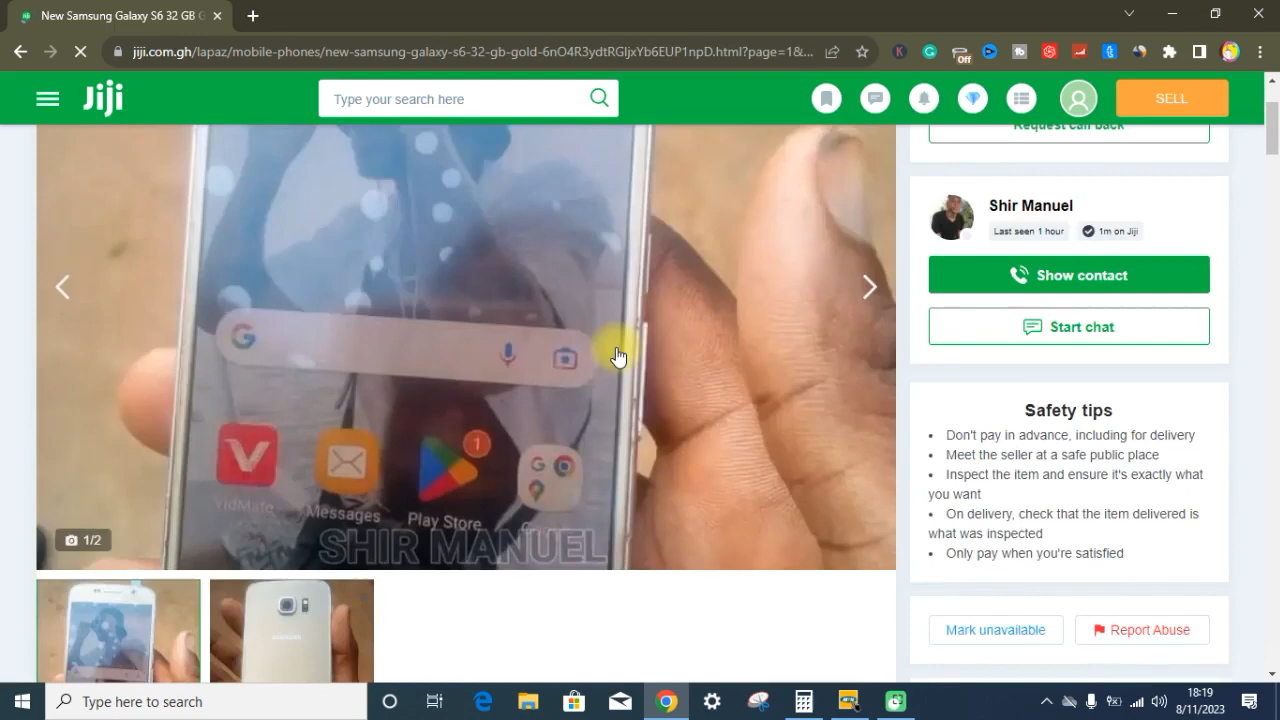 New Samsung Galaxy S6 32 GB G
jiji.com.gh/lapaz/mobile-phones/new-samsung-galaxy-s6-32-gb-gold-6nO4R3ydtRGljxYb6EUP1npD.html?page=1&...
Off
Jiji
Type your search here
SELL
Request call back
Shir Manuel
Last seen 1 hour
1m on Jiji
Show contact
Start chat
G
VidMate
Messages
Play Store
1
G
SHIR MANUEL
1/2
Safety tips
• Don't pay in advance, including for delivery
• Meet the seller at a safe public place
• Inspect the item and ensure it's exactly what
you want
• On delivery, check that the item delivered is
what was inspected
• Only pay when you're satisfied
SAMSUNG
Mark unavailable
Report Abuse
Type here to search
18:19
8/11/2023